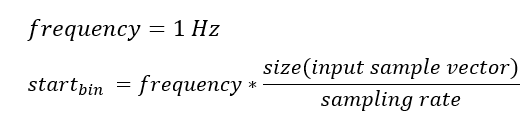 frequency = 1 Hz
start_bin = frequency * size(input sample vector) / sampling rate